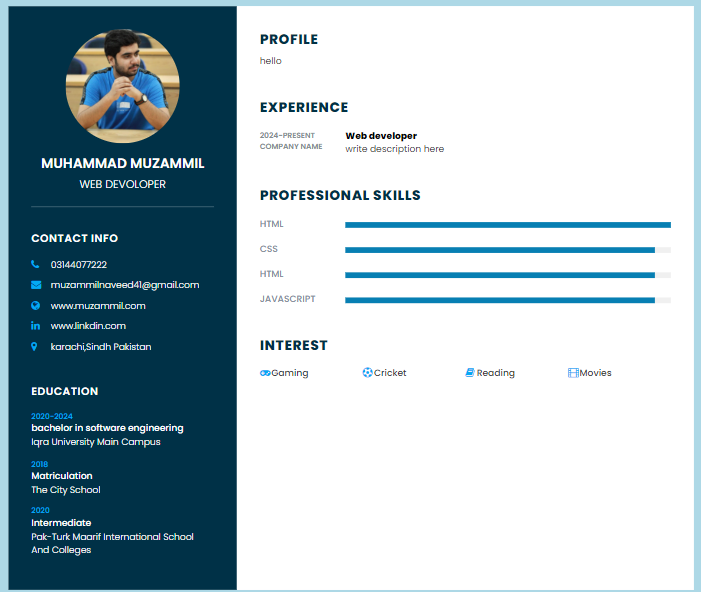 MUHAMMAD MUZAMMIL
WEB DEVOLOPER
CONTACT INFO
03144077222
muzammilnaveed41@gmail.com
www.muzammil.com
www.linkdin.com
karachi,Sindh Pakistan
EDUCATION
2020-2024
bachelor in software engineering
Iqra University Main Campus
2018
Matriculation
The City School
2020
Intermediate
Pak-Turk Maarif International School
And Colleges
PROFILE
hello
EXPERIENCE
2024-PRESENT
COMPANY NAME
Web developer
write description here
PROFESSIONAL SKILLS
HTML
CSS
HTML
JAVASCRIPT
INTEREST
Gaming
Cricket
Reading
Movies